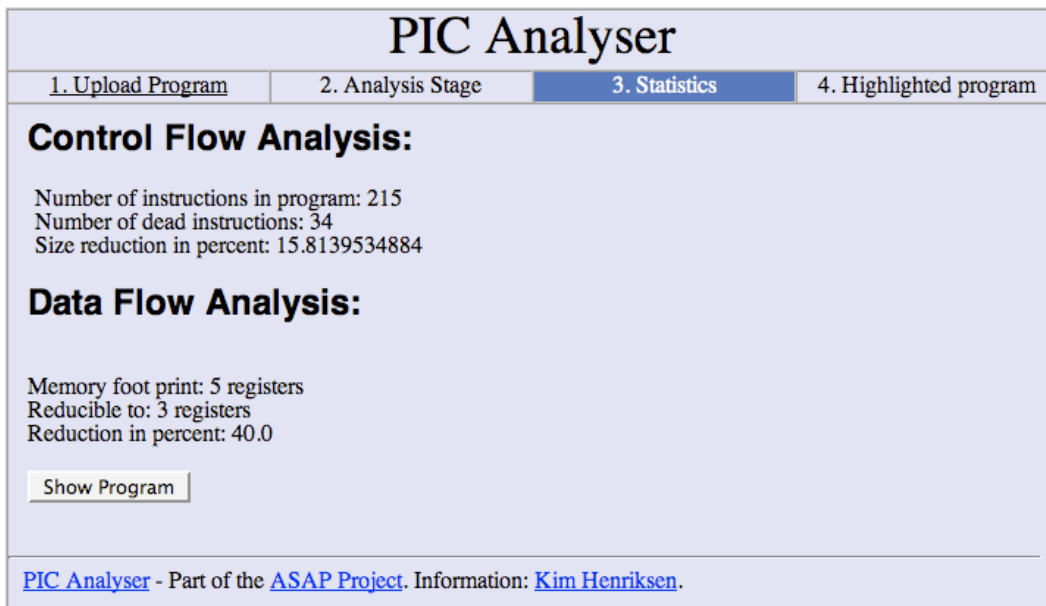 PIC Analyser
1. Upload Program 2. Analysis Stage 3. Statistics 4. Highlighted program
Control Flow Analysis:
Number of instructions in program: 215
Number of dead instructions: 34
Size reduction in percent: 15.8139534884
Data Flow Analysis:
Memory foot print: 5 registers
Reducible to: 3 registers
Reduction in percent: 40.0
Show Program
PIC Analyser - Part of the ASAP Project. Information: Kim Henriksen.